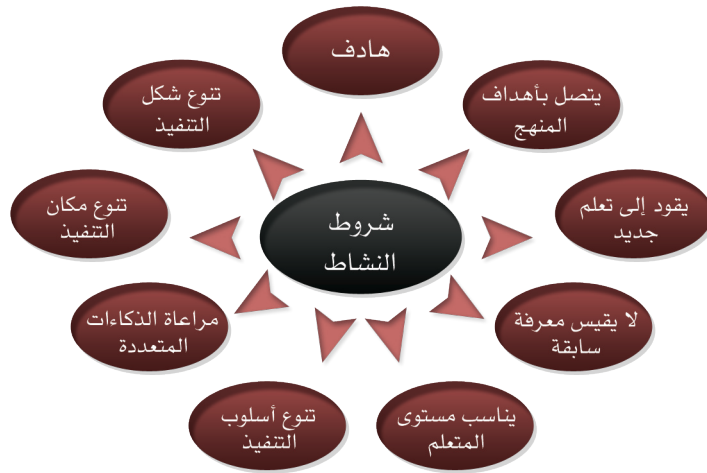 هادف
يتصل بأهداف
المنهج
يقود إلى تعلم
جديد
لا يقيس معرفة
سابقة
يناسب مستوى
المتعلم
تنوع أسلوب
التنفيذ
مراعاة الذكاءات
المتعددة
تنوع مكان
التنفيذ
تنوع شكل
التنفيذ
شروط
النشاط